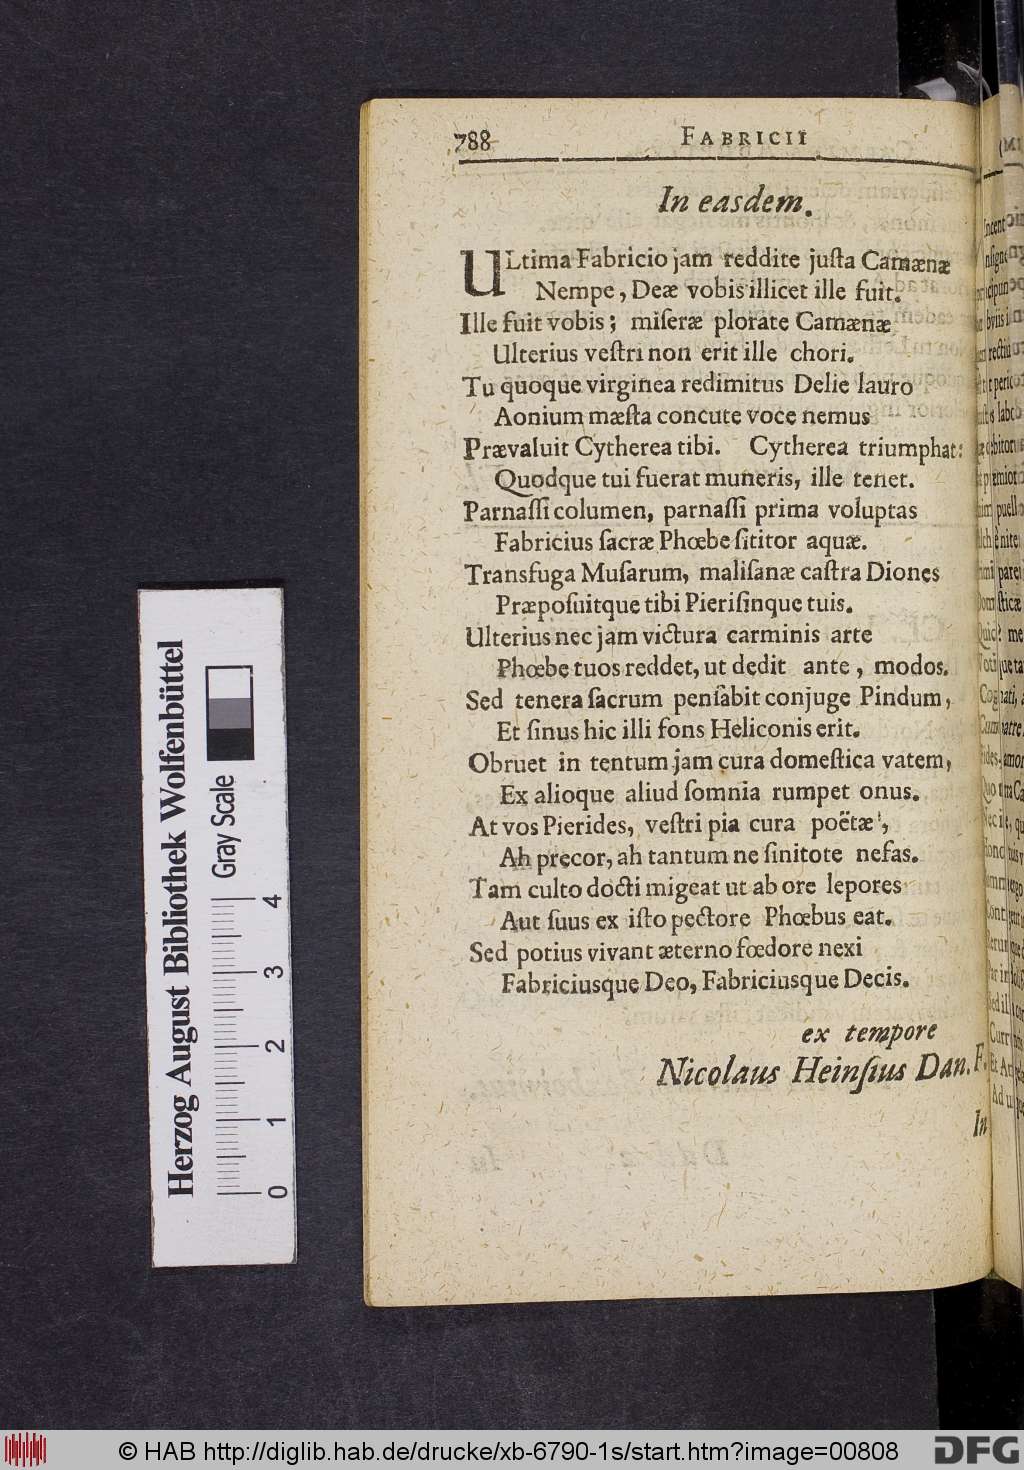 788 FABRICII
In easdem.
ULtima Fabricio jam reddite juſta Camænæ
Nempe, Deæ vobis illicet ille fuit.
Ille fuit vobis; miſeræ plorate Camænæ
Ulterius veſtri non erit ille chori.
Tu quoque virginea redimitus Delie lauro
Aonium mæſta concute voce nemus
Prævaluit Cytherea tibi. Cytherea triumphat:
Quodque tui fuerat muneris, ille tenet.
Parnaſſi columen, parnaſſi prima voluptas
Fabricius ſacræ Phœbe ſititor aquæ.
Transfuga Muſarum, maliſanæ caſtra Diones
Præpoſuitque tibi Pieriſinque tuis.
Ulterius nec jam victura carminis arte
Phœbe tuos reddet, ut dedit ante, modos.
Sed tenera ſacrum penſabit conjuge Pindum,
Et ſinus hic illi fons Heliconis erit.
Obruet in tentum jam cura domeſtica vatem,
Ex alioque aliud ſomnia rumpet onus.
At vos Pierides, veſtri pia cura poëtæ,
Ah precor, ah tantum ne ſinitote nefas.
Tam culto docti migeat ut ab ore lepores
Aut ſuus ex iſto pectore Phœbus eat.
Sed potius vivant æterno fœdore nexi
Fabriciusque Deo, Fabriciusque Decis.
ex tempore
Nicolaus Heinſius Dan. F.
In
Herzog August Bibliothek Wolfenbüttel
Gray Scale
0 1 2 3 4
© HAB http://diglib.hab.de/drucke/xb-6790-1s/start.htm?image=00808
DFG